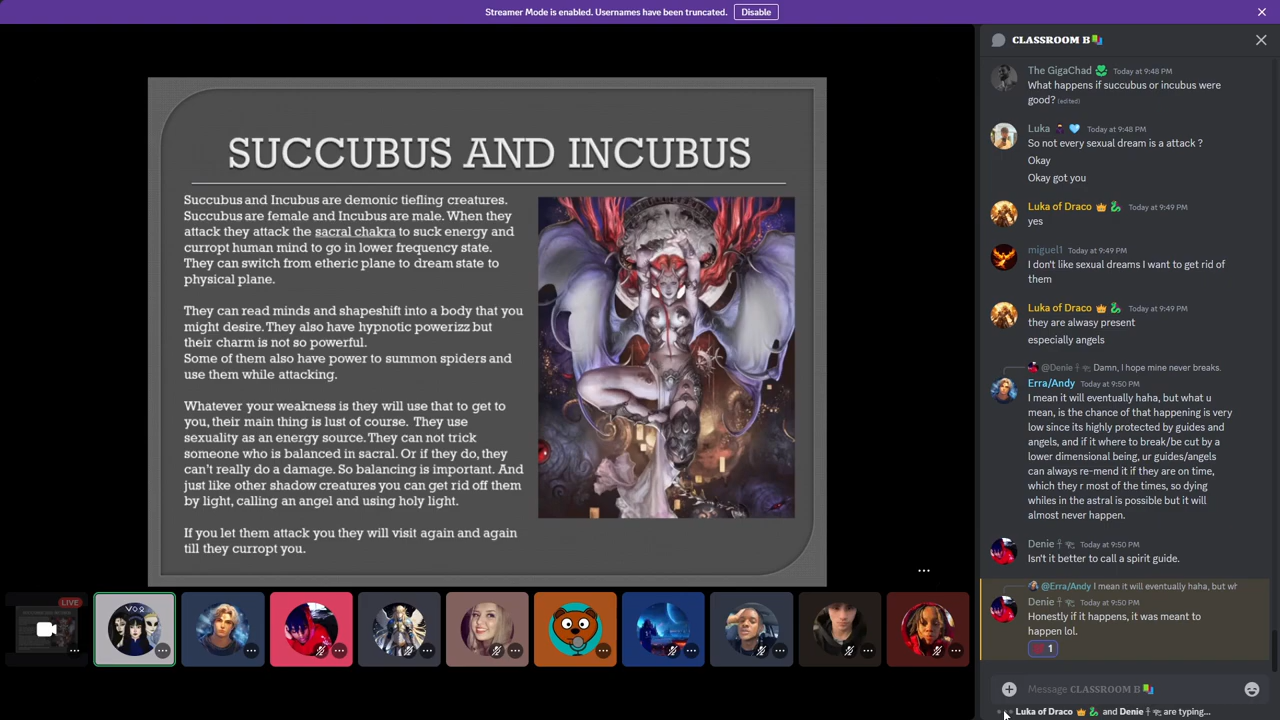 Streamer Mode is enabled. Usernames have been truncated. Disable
CLASSROOM B
SUCCUBUS AND INCUBUS
Succubus and Incubus are demonic tiefling creatures.
Succubus are female and Incubus are male. When they
attack they attack the sacral chakra to suck energy and
curropt human mind to go in lower frequency state.
They can switch from etheric plane to dream state to
physical plane.
They can read minds and shapeshift into a body that you
might desire. They also have hypnotic powerizz but
their charm is not so powerful.
Some of them also have power to summon spiders and
use them while attacking.
Whatever your weakness is they will use that to get to
you, their main thing is lust of course. They use
sexuality as an energy source. They can not trick
someone who is balanced in sacral. Or if they do, they
can't really do a damage. So balancing is important. And
just like other shadow creatures you can get rid off them
by light, calling an angel and using holy light.
If you let them attack you they will visit again and again
till they curropt you.
LIVE
VOX
The GigaChad Today at 9:48 PM
What happens if succubus or incubus were
good? (edited)
Luka Today at 9:48 PM
So not every sexual dream is a attack ?
Okay
Okay got you
Luka of Draco Today at 9:49 PM
yes
miguel1 Today at 9:49 PM
I don't like sexual dreams I want to get rid of
them
Luka of Draco Today at 9:49 PM
they are alwasy present
especially angels
@Denie Damn, I hope mine never breaks.
Erra/Andy Today at 9:50 PM
I mean it will eventually haha, but what u
mean, is the chance of that happening is very
low since its highly protected by guides and
angels, and if it where to break/be cut by a
lower dimensional being, ur guides/angels
can always re-mend it if they are on time,
which they r most of the times, so dying
whiles in the astral is possible but it will
almost never happen.
Denie Today at 9:50 PM
Isn't it better to call a spirit guide.
@Erra/Andy I mean it will eventually haha, but wh
Denie Today at 9:50 PM
Honestly if it happens, it was meant to
happen lol.
1
Message CLASSROOM B
Luka of Draco and Denie are typing...